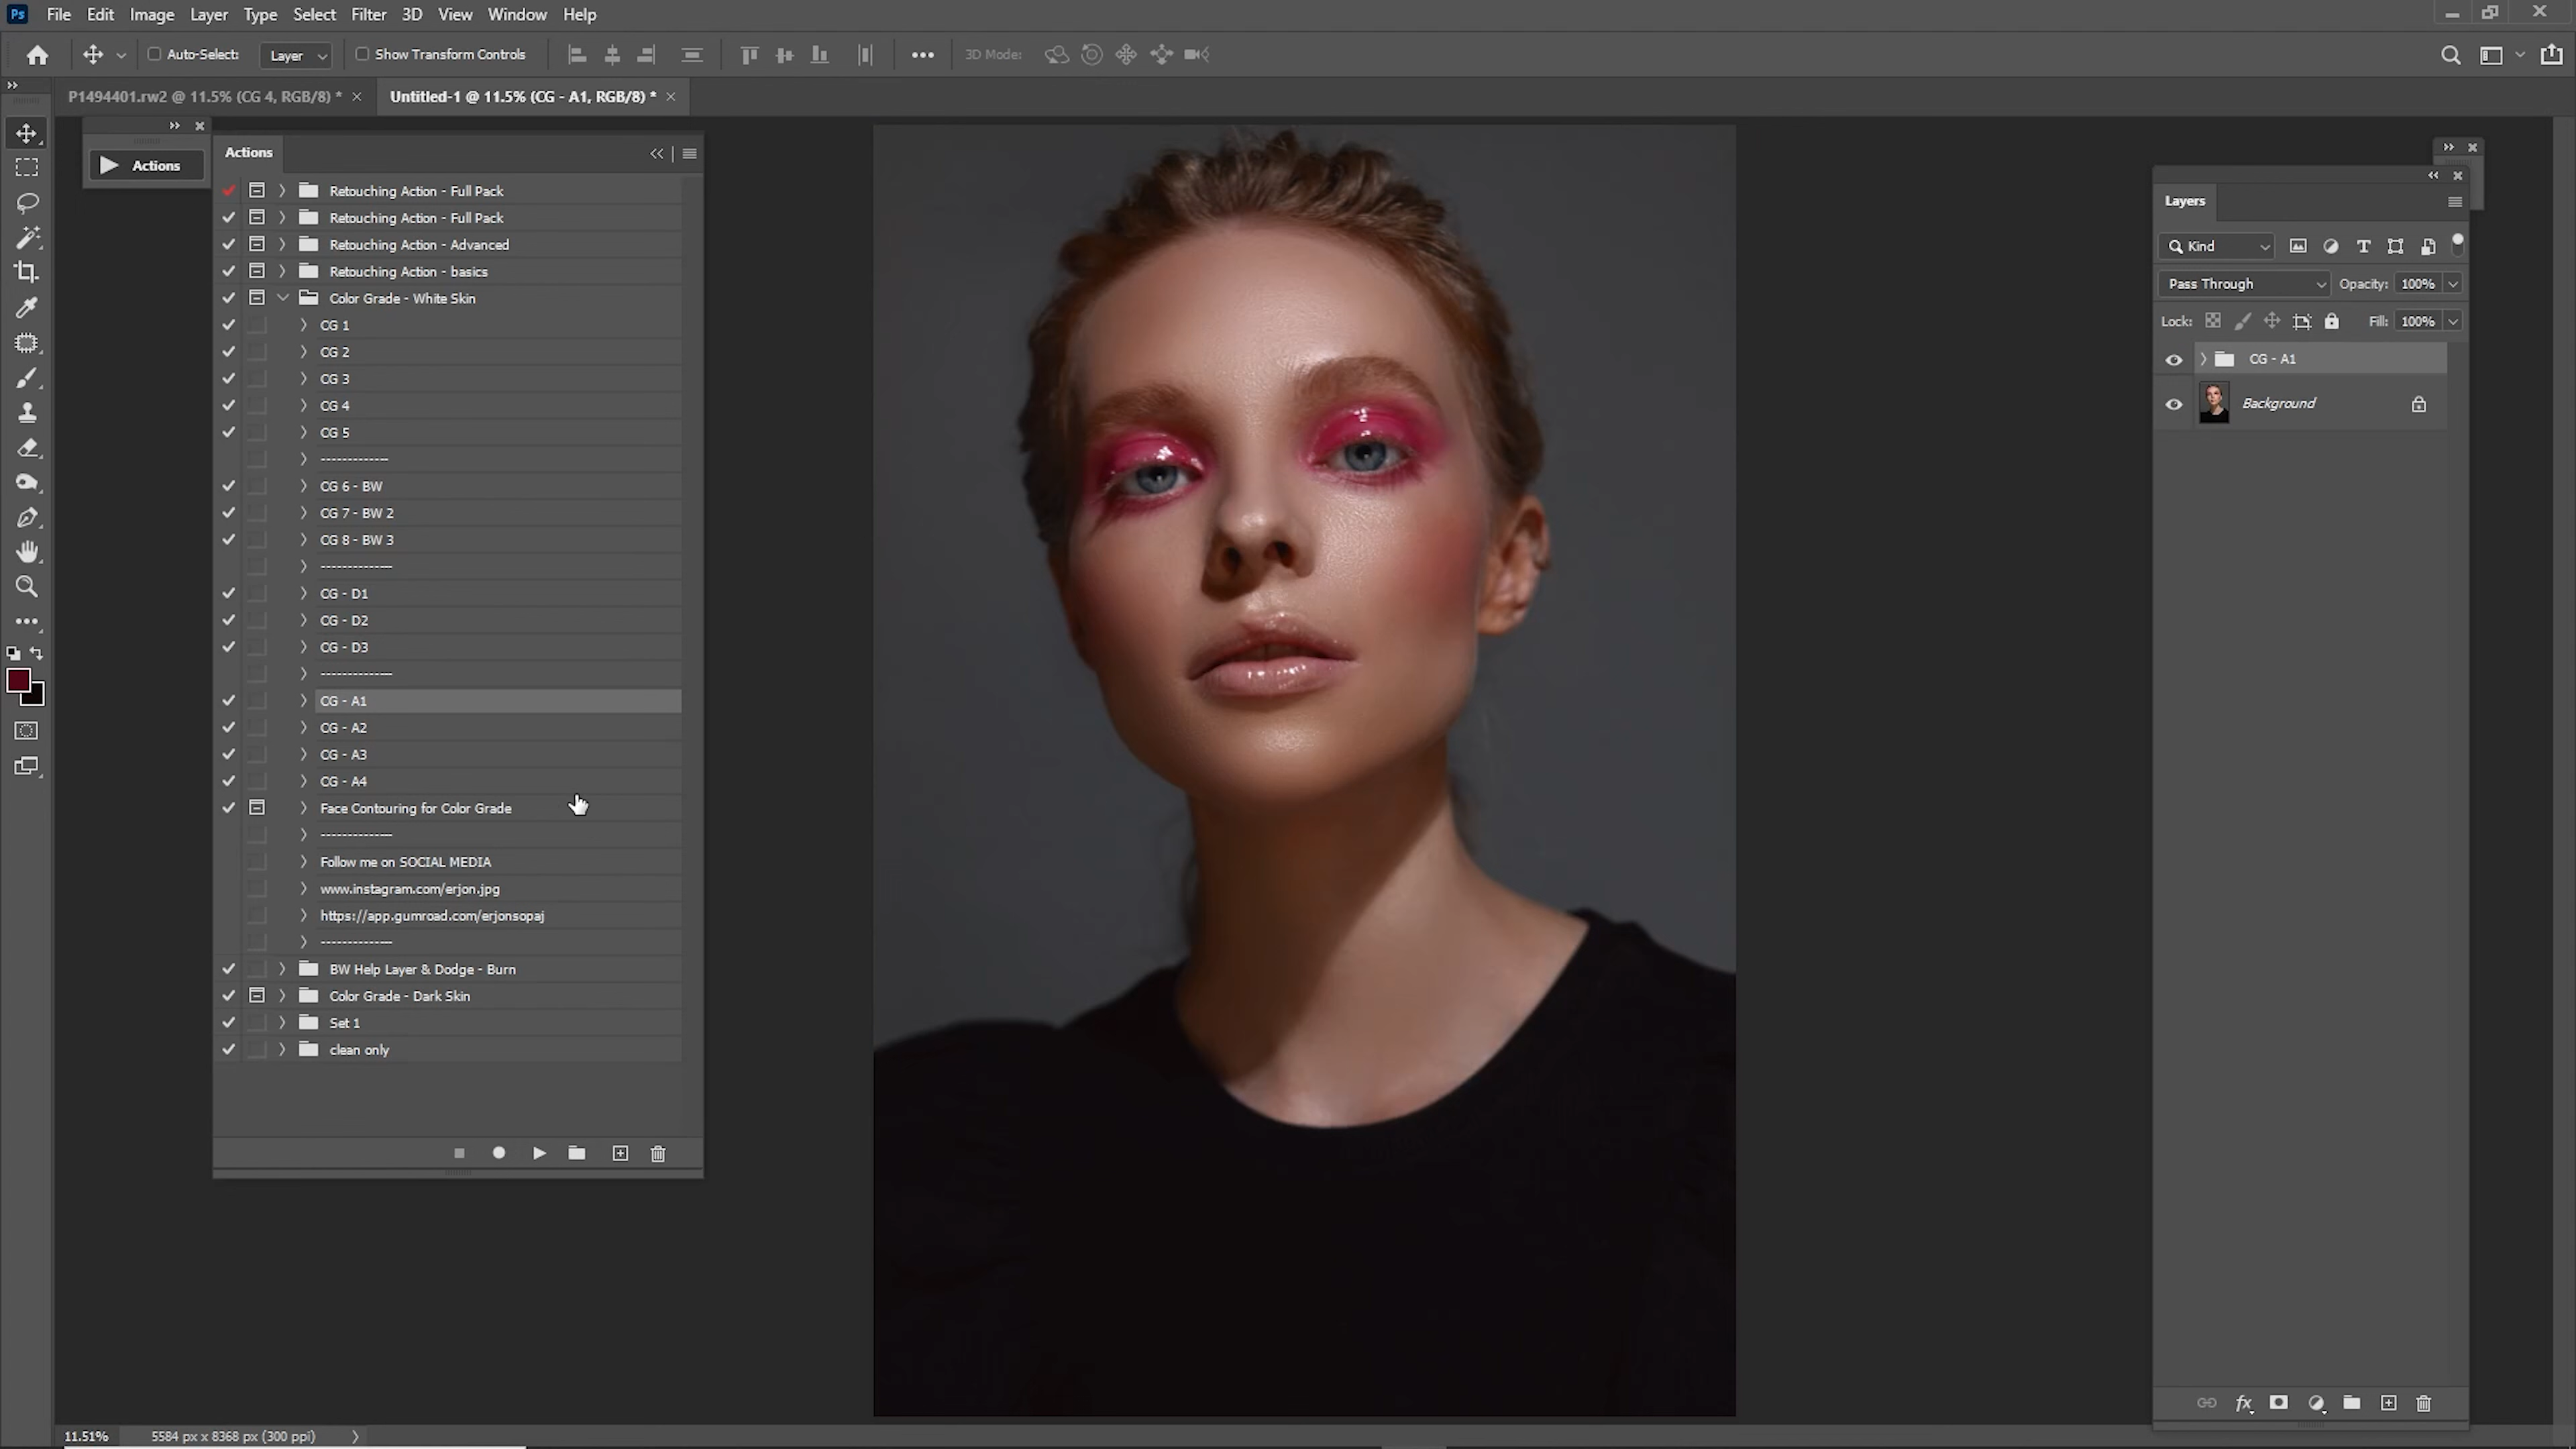 Ps File Edit Image Layer Type Select Filter 3D View Window Help
Auto-Select: Layer Show Transform Controls 3D Mode:
P1494401.rw2 @ 11.5% (CG 4, RGB/8) * Untitled-1 @ 11.5% (CG - A1, RGB/8) *
Actions
Actions
Retouching Action - Full Pack
Retouching Action - Full Pack
Retouching Action - Advanced
Retouching Action - basics
Color Grade - White Skin
CG 1
CG 2
CG 3
CG 4
CG 5
--------------
CG 6 - BW
CG 7 - BW 2
CG 8 - BW 3
---------------
CG - D1
CG - D2
CG - D3
---------------
CG - A1
CG - A2
CG - A3
CG - A4
Face Contouring for Color Grade
---------------
Follow me on SOCIAL MEDIA
www.instagram.com/erjon.jpg
https://app.gumroad.com/erjonsopaj
---------------
BW Help Layer & Dodge - Burn
Color Grade - Dark Skin
Set 1
clean only
Layers
Kind
Pass Through Opacity: 100%
Lock: Fill: 100%
CG - A1
Background
fx
11.51% 5584 px x 8368 px (300 ppi)